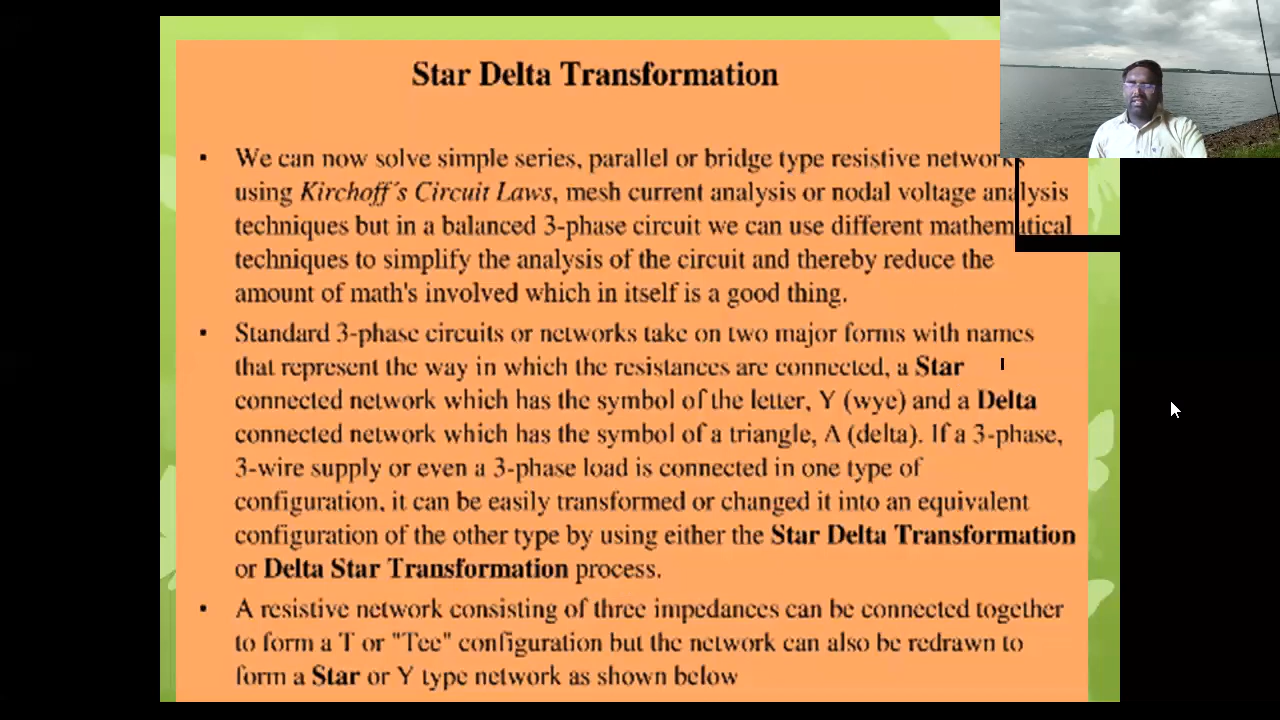 Star Delta Transformation
▪ We can now solve simple series, parallel or bridge type resistive networks
using Kirchoff´s Circuit Laws, mesh current analysis or nodal voltage analysis
techniques but in a balanced 3-phase circuit we can use different mathematical
techniques to simplify the analysis of the circuit and thereby reduce the
amount of math's involved which in itself is a good thing.
▪ Standard 3-phase circuits or networks take on two major forms with names
that represent the way in which the resistances are connected, a Star
connected network which has the symbol of the letter, Y (wye) and a Delta
connected network which has the symbol of a triangle, Δ (delta). If a 3-phase,
3-wire supply or even a 3-phase load is connected in one type of
configuration, it can be easily transformed or changed it into an equivalent
configuration of the other type by using either the Star Delta Transformation
or Delta Star Transformation process.
▪ A resistive network consisting of three impedances can be connected together
to form a T or "Tee" configuration but the network can also be redrawn to
form a Star or Y type network as shown below